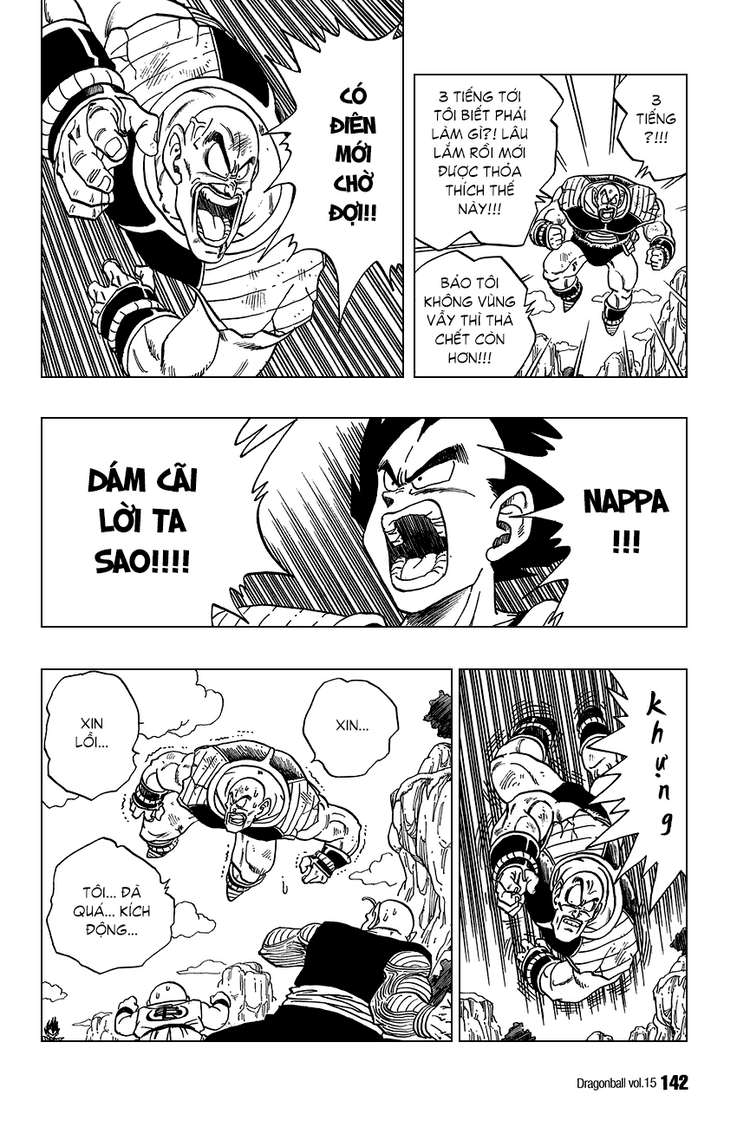 3
TIẾNG
?!!!
3 TIẾNG TỚI
TÔI BIẾT PHẢI
LÀM GÌ?! LÂU
LẮM RỒI MỚI
ĐƯỢC THỎA
THÍCH THẾ
NÀY!!!
BẢO TÔI
KHÔNG VÙNG
VẪY THÌ THÀ
CHẾT CÒN
HƠN!!!
CÓ
ĐIÊN
MỚI
CHỜ
ĐỢI!!
NAPPA
!!!
DÁM CÃI
LỜI TA
SAO!!!!
Khựng
XIN...
XIN
LỖI...
TÔI... ĐÃ
QUÁ... KÍCH
ĐỘNG...
Dragonball vol.15 142